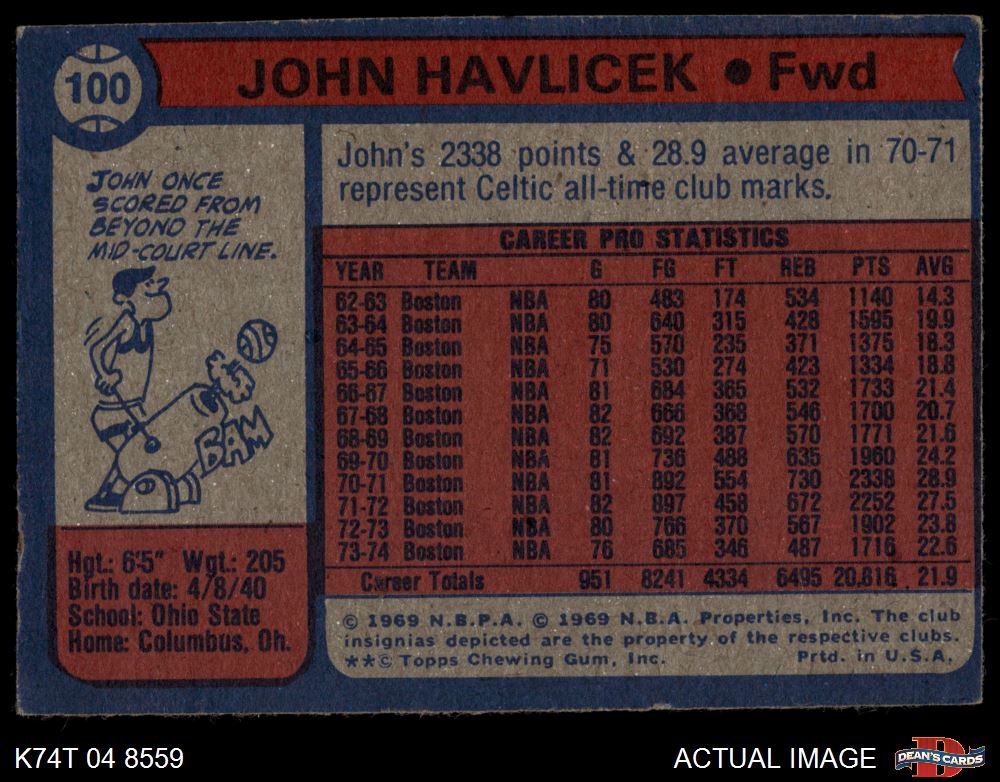 100
JOHN HAVLICEK ● Fwd
JOHN ONCE
SCORED FROM
BEYOND THE
MID-COURT LINE.
BAM
Hgt.: 6'5" Wgt.: 205
Birth date: 4/8/40
School: Ohio State
Home: Columbus, Oh.
John's 2338 points & 28.9 average in 70-71
represent Celtic all-time club marks.
CAREER PRO STATISTICS
YEAR TEAM G FG FT REB PTS AVG
62-63 Boston NBA 80 483 174 534 1140 14.3
63-64 Boston NBA 80 640 315 428 1595 19.9
64-65 Boston NBA 75 570 235 371 1375 18.3
65-66 Boston NBA 71 530 274 423 1334 18.8
66-67 Boston NBA 81 684 365 532 1733 21.4
67-68 Boston NBA 82 666 368 546 1700 20.7
68-69 Boston NBA 82 692 387 570 1771 21.6
69-70 Boston NBA 81 736 488 635 1960 24.2
70-71 Boston NBA 81 892 554 730 2338 28.9
71-72 Boston NBA 82 897 458 672 2252 27.5
72-73 Boston NBA 80 766 370 567 1902 23.8
73-74 Boston NBA 76 685 346 487 1716 22.6
Career Totals 951 8241 4334 6495 20,816 21.9
© 1969 N.B.P.A. © 1969 N.B.A. Properties, Inc. The club
insignias depicted are the property of the respective clubs.
**© Topps Chewing Gum, Inc. Prtd. in U.S.A.
K74T 04 8559
ACTUAL IMAGE
D
DEAN'S CARDS